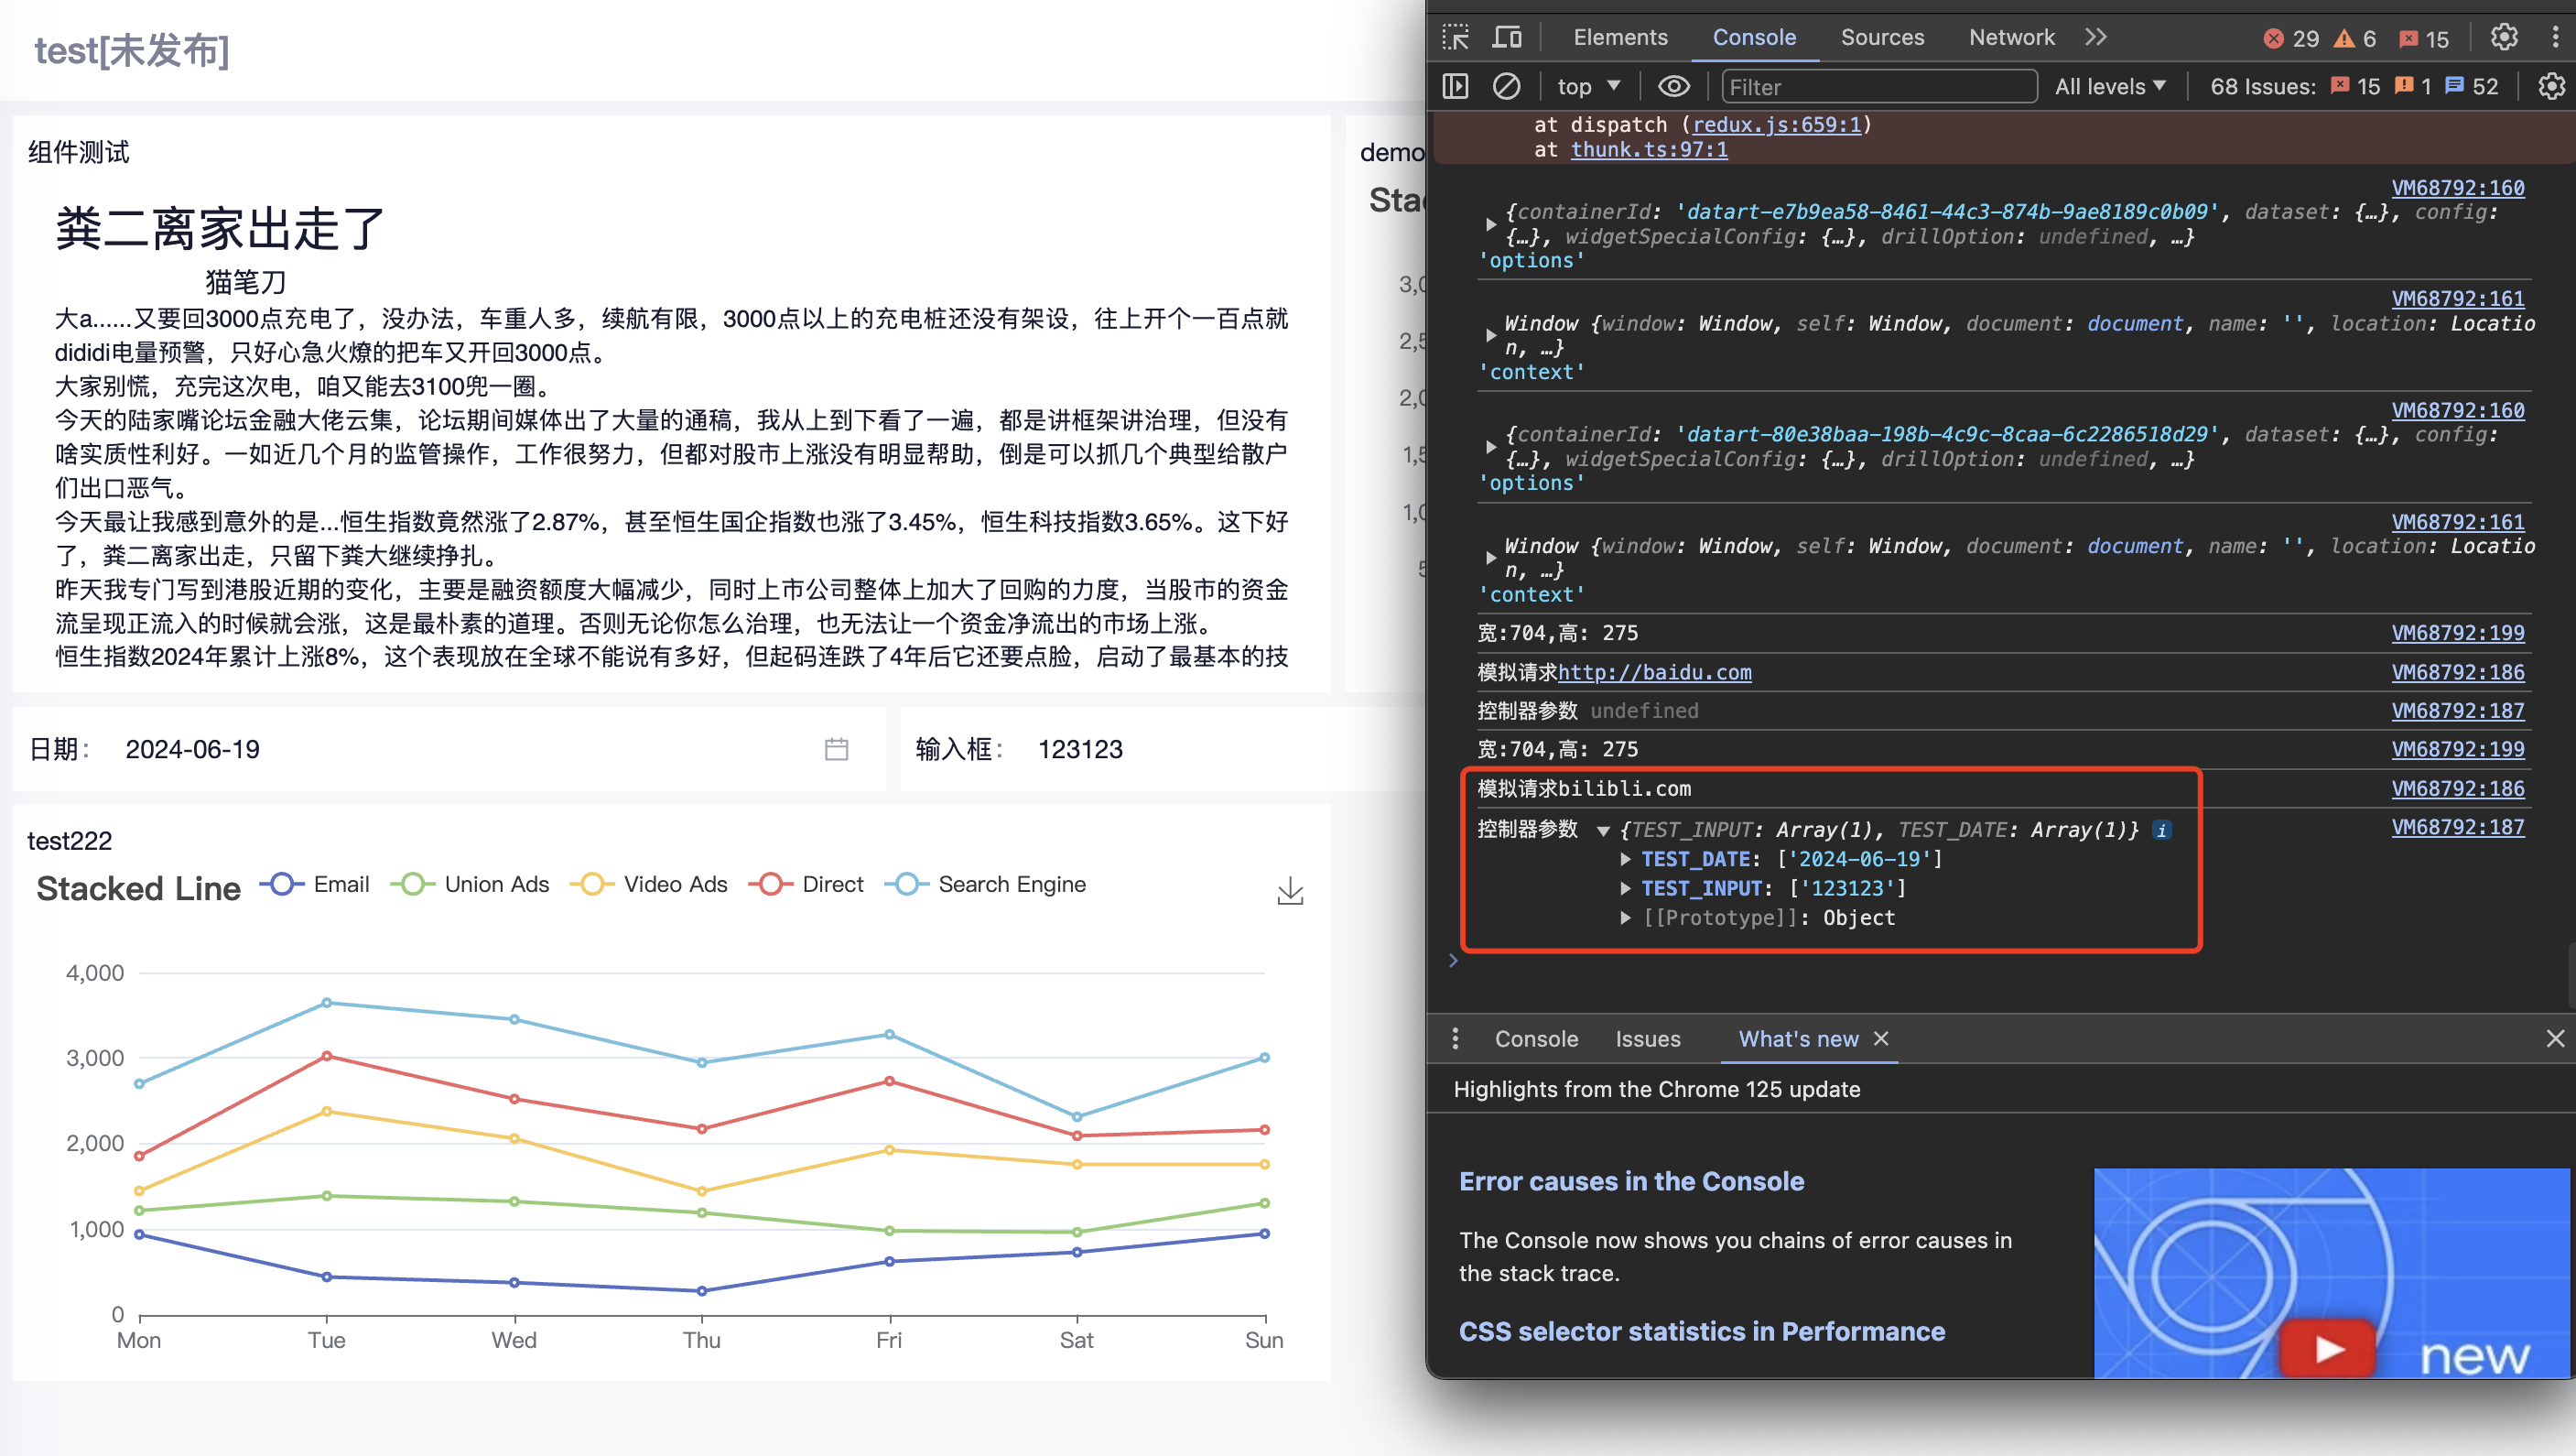 test[未发布]
组件测试
粪二离家出走了
猫笔刀
大a......又要回3000点充电了，没办法，车重人多，续航有限，3000点以上的充电桩还没有架设，往上开个一百点就
dididi电量预警，只好心急火燎的把车又开回3000点。
大家别慌，充完这次电，咱又能去3100兜一圈。
今天的陆家嘴论坛金融大佬云集，论坛期间媒体出了大量的通稿，我从上到下看了一遍，都是讲框架讲治理，但没有
啥实质性利好。一如近几个月的监管操作，工作很努力，但都对股市上涨没有明显帮助，倒是可以抓几个典型给散户
们出口恶气。
今天最让我感到意外的是...恒生指数竟然涨了2.87%，甚至恒生国企指数也涨了3.45%，恒生科技指数3.65%。这下好
了，粪二离家出走，只留下粪大继续挣扎。
昨天我专门写到港股近期的变化，主要是融资额度大幅减少，同时上市公司整体上加大了回购的力度，当股市的资金
流呈现正流入的时候就会涨，这是最朴素的道理。否则无论你怎么治理，也无法让一个资金净流出的市场上涨。
恒生指数2024年累计上涨8%，这个表现放在全球不能说有多好，但起码连跌了4年后它还要点脸，启动了最基本的技
demo
Stac
3,0
2,5
2,0
1,5
1,0
5
日期： 2024-06-19
输入框： 123123
test222
Stacked Line
Email Union Ads Video Ads Direct Search Engine
4,000
3,000
2,000
1,000
0
Mon Tue Wed Thu Fri Sat Sun
Elements Console Sources Network 29 6 15
top Filter All levels 68 Issues: 15 1 52
at dispatch (redux.js:659:1)
at thunk.ts:97:1
VM68792:160
{containerId: 'datart-e7b9ea58-8461-44c3-874b-9ae8189c0b09', dataset: {…}, config:
{…}, widgetSpecialConfig: {…}, drillOption: undefined, …}
'options'
VM68792:161
Window {window: Window, self: Window, document: document, name: '', location: Locatio
n, …}
'context'
VM68792:160
{containerId: 'datart-80e38baa-198b-4c9c-8caa-6c2286518d29', dataset: {…}, config:
{…}, widgetSpecialConfig: {…}, drillOption: undefined, …}
'options'
VM68792:161
Window {window: Window, self: Window, document: document, name: '', location: Locatio
n, …}
'context'
宽:704,高: 275 VM68792:199
模拟请求http://baidu.com VM68792:186
控制器参数 undefined VM68792:187
宽:704,高: 275 VM68792:199
模拟请求bilibli.com VM68792:186
控制器参数 {TEST_INPUT: Array(1), TEST_DATE: Array(1)} i VM68792:187
TEST_DATE: ['2024-06-19']
TEST_INPUT: ['123123']
[[Prototype]]: Object
Console Issues What's new
Highlights from the Chrome 125 update
Error causes in the Console
The Console now shows you chains of error causes in
the stack trace.
CSS selector statistics in Performance
new